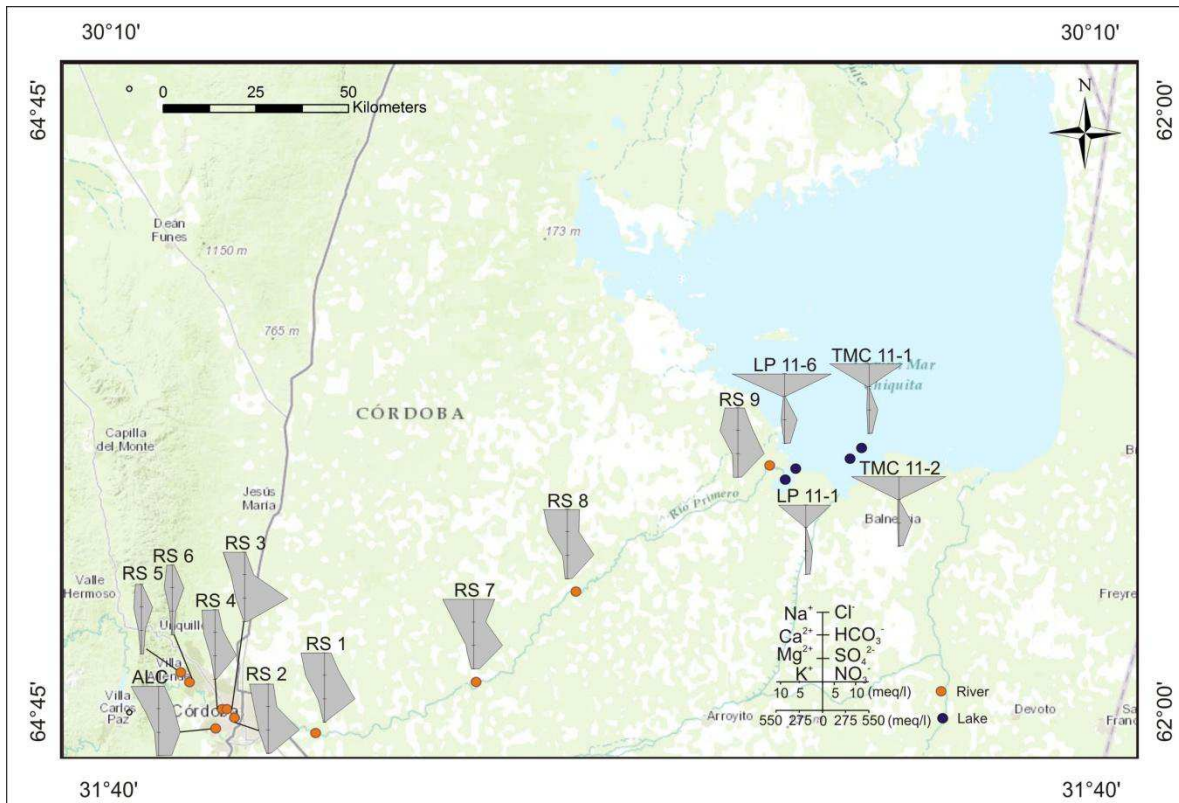 30°10'
30°10'
64°45'
62°00'
0 25 50
Kilometers
N
Deán
Funes
1150 m
173 m
765 m
CÓRDOBA
Capilla
del Monte
LP 11-6
TMC 11-1
Mar
RS 9
Jesús
María
RS 8
Río Primero
LP 11-1
TMC 11-2
RS 3
RS 6
RS 5
Valle
Hermoso
RS 4
RS 7
Freyre
Unquillo
RS 1
Na⁺ Cl⁻
Ca²⁺ HCO₃⁻
Mg²⁺ SO₄²⁻
K⁺ NO₃⁻
10 5 5 10 (meq/l)
550 275 0 275 550 (meq/l)
River
Lake
Villa
ALC
RS 2
Villa
Carlos
Paz
Córdoba
Arroyito
Devoto
64°45'
62°00'
31°40'
31°40'